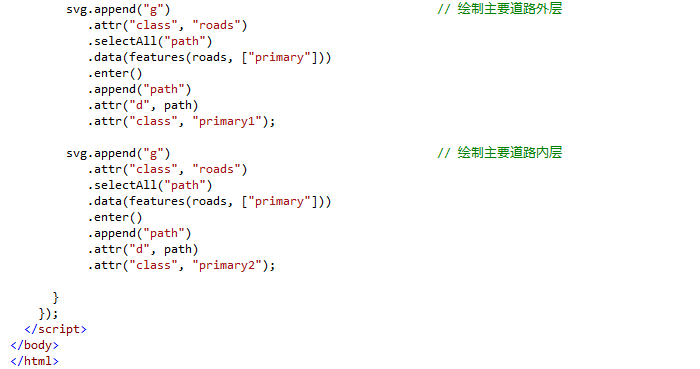 svg.append("g") // 绘制主要道路外层
.attr("class", "roads")
.selectAll("path")
.data(features(roads, ["primary"]))
.enter()
.append("path")
.attr("d", path)
.attr("class", "primary1");
svg.append("g") // 绘制主要道路内层
.attr("class", "roads")
.selectAll("path")
.data(features(roads, ["primary"]))
.enter()
.append("path")
.attr("d", path)
.attr("class", "primary2");
}
});
</script>
</body>
</html>